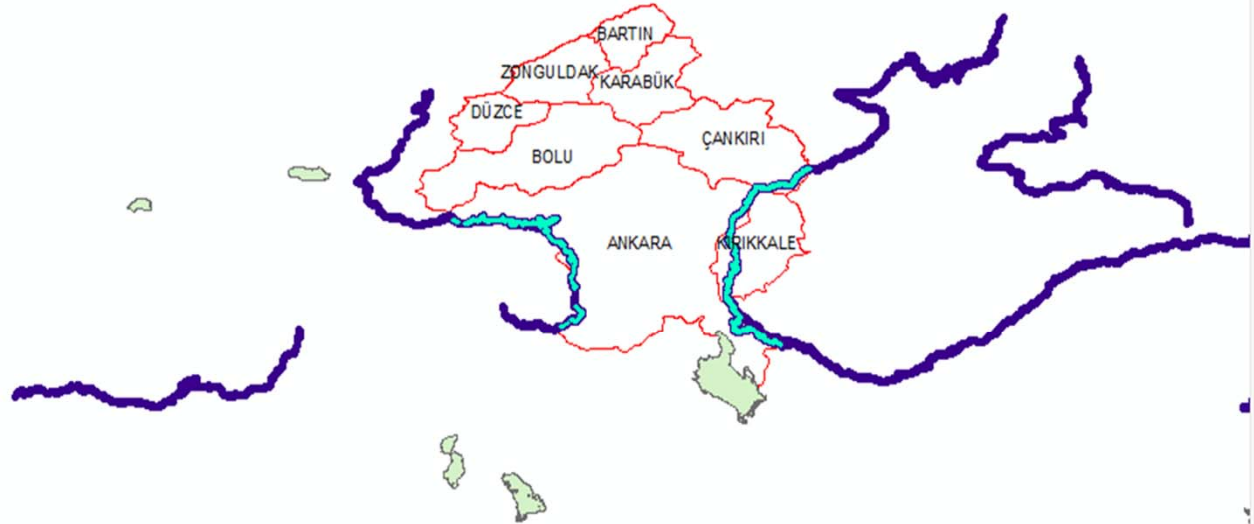 BARTIN
ZONGULDAK
KARABÜK
DÜZCE
ÇANKIRI
BOLU
ANKARA
KIRIKKALE